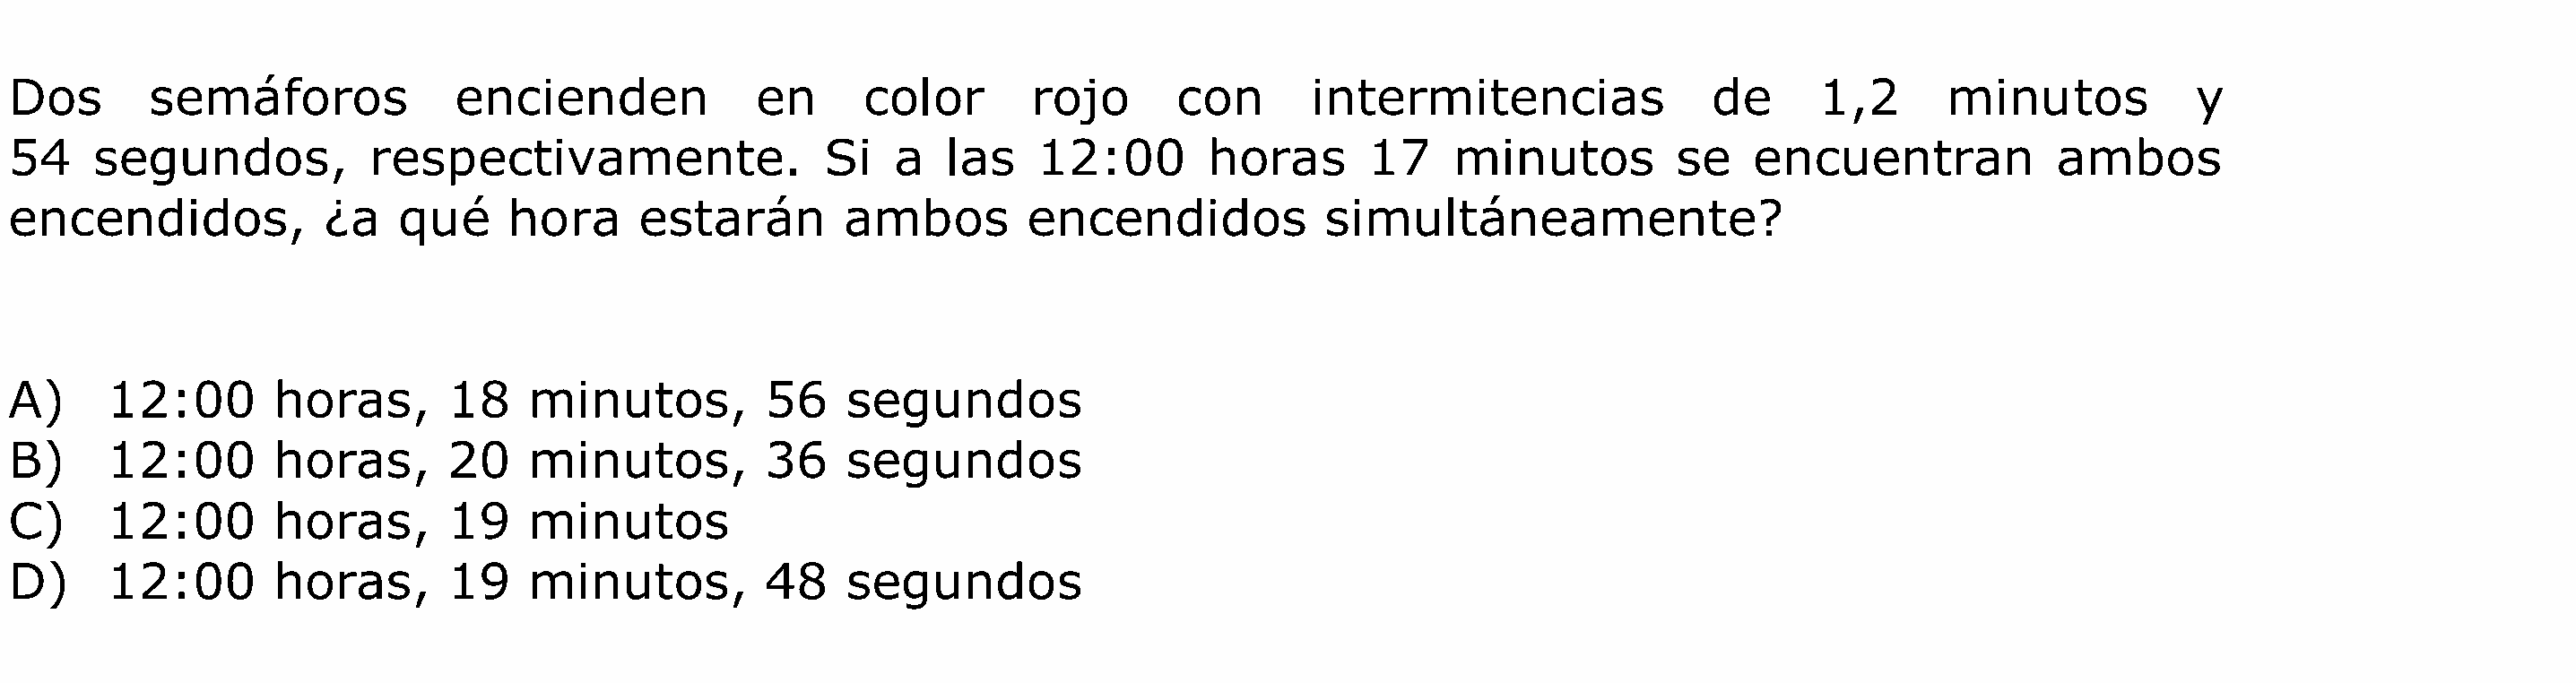 Dos semáforos encienden en color rojo con intermitencias de 1,2 minutos y
54 segundos, respectivamente. Si a las 12:00 horas 17 minutos se encuentran ambos
encendidos, ¿a qué hora estarán ambos encendidos simultáneamente?
A) 12:00 horas, 18 minutos, 56 segundos
B) 12:00 horas, 20 minutos, 36 segundos
C) 12:00 horas, 19 minutos
D) 12:00 horas, 19 minutos, 48 segundos